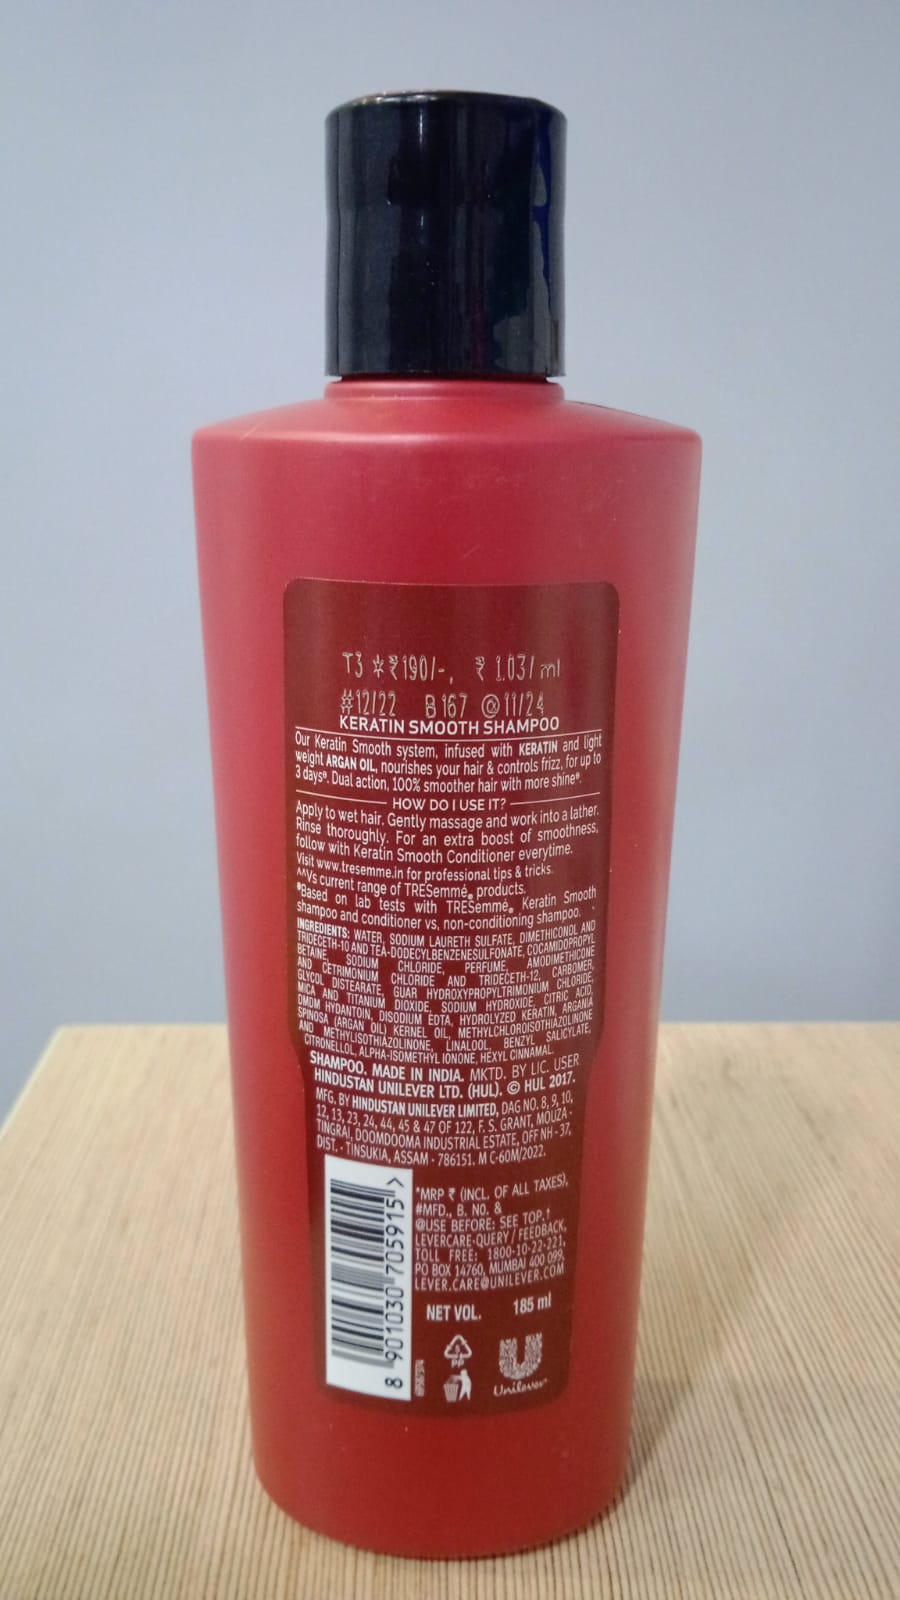 T3 *₹190/-, ₹ 1.03/ ml
#12/22 B 167 @11/24
KERATIN SMOOTH SHAMPOO
Our Keratin Smooth system, infused with KERATIN and light
weight ARGAN OIL, nourishes your hair & controls frizz, for up to
3 days*. Dual action, 100% smoother hair with more shine*.
HOW DO I USE IT?
Apply to wet hair. Gently massage and work into a lather.
Rinse thoroughly. For an extra boost of smoothness,
follow with Keratin Smooth Conditioner everytime.
Visit www.tresemme.in for professional tips & tricks.
^^Vs current range of TRESemmé® products.
*Based on lab tests with TRESemmé® Keratin Smooth
shampoo and conditioner vs, non-conditioning shampoo.
INGREDIENTS: WATER, SODIUM LAURETH SULFATE, DIMETHICONOL AND
TRIDECETH-10 AND TEA-DODECYLBENZENESULFONATE, COCAMIDOPROPYL
BETAINE, SODIUM CHLORIDE, PERFUME, AMODIMETHICONE
AND CETRIMONIUM CHLORIDE AND TRIDECETH-12, CARBOMER,
GLYCOL DISTEARATE, GUAR HYDROXYPROPYLTRIMONIUM CHLORIDE,
MICA AND TITANIUM DIOXIDE, SODIUM HYDROXIDE, CITRIC ACID,
DMDM HYDANTOIN, DISODIUM EDTA, HYDROLYZED KERATIN, ARGANIA
SPINOSA (ARGAN OIL) KERNEL OIL, METHYLCHLOROISOTHIAZOLINONE
AND METHYLISOTHIAZOLINONE, LINALOOL, BENZYL SALICYLATE,
CITRONELLOL, ALPHA-ISOMETHYL IONONE, HEXYL CINNAMAL.
SHAMPOO. MADE IN INDIA. MKTD. BY LIC. USER
HINDUSTAN UNILEVER LTD. (HUL). © HUL 2017.
MFG. BY HINDUSTAN UNILEVER LIMITED, DAG NO. 8, 9, 10,
12, 13, 23, 24, 44, 45 & 47 OF 122, F. S. GRANT, MOUZA -
TINGRAI, DOOMDOOMA INDUSTRIAL ESTATE, OFF NH - 37,
DIST. - TINSUKIA, ASSAM - 786151. M C-60M/2022.
*MRP ₹ (INCL. OF ALL TAXES),
#MFD., B. NO. &
@USE BEFORE: SEE TOP.↑
LEVERCARE-QUERY / FEEDBACK,
TOLL FREE: 1800-10-22-221,
PO BOX 14760, MUMBAI 400 099,
LEVER.CARE@UNILEVER.COM
NET VOL. 185 ml
8 901030 705915 >
5
PP
Unilever